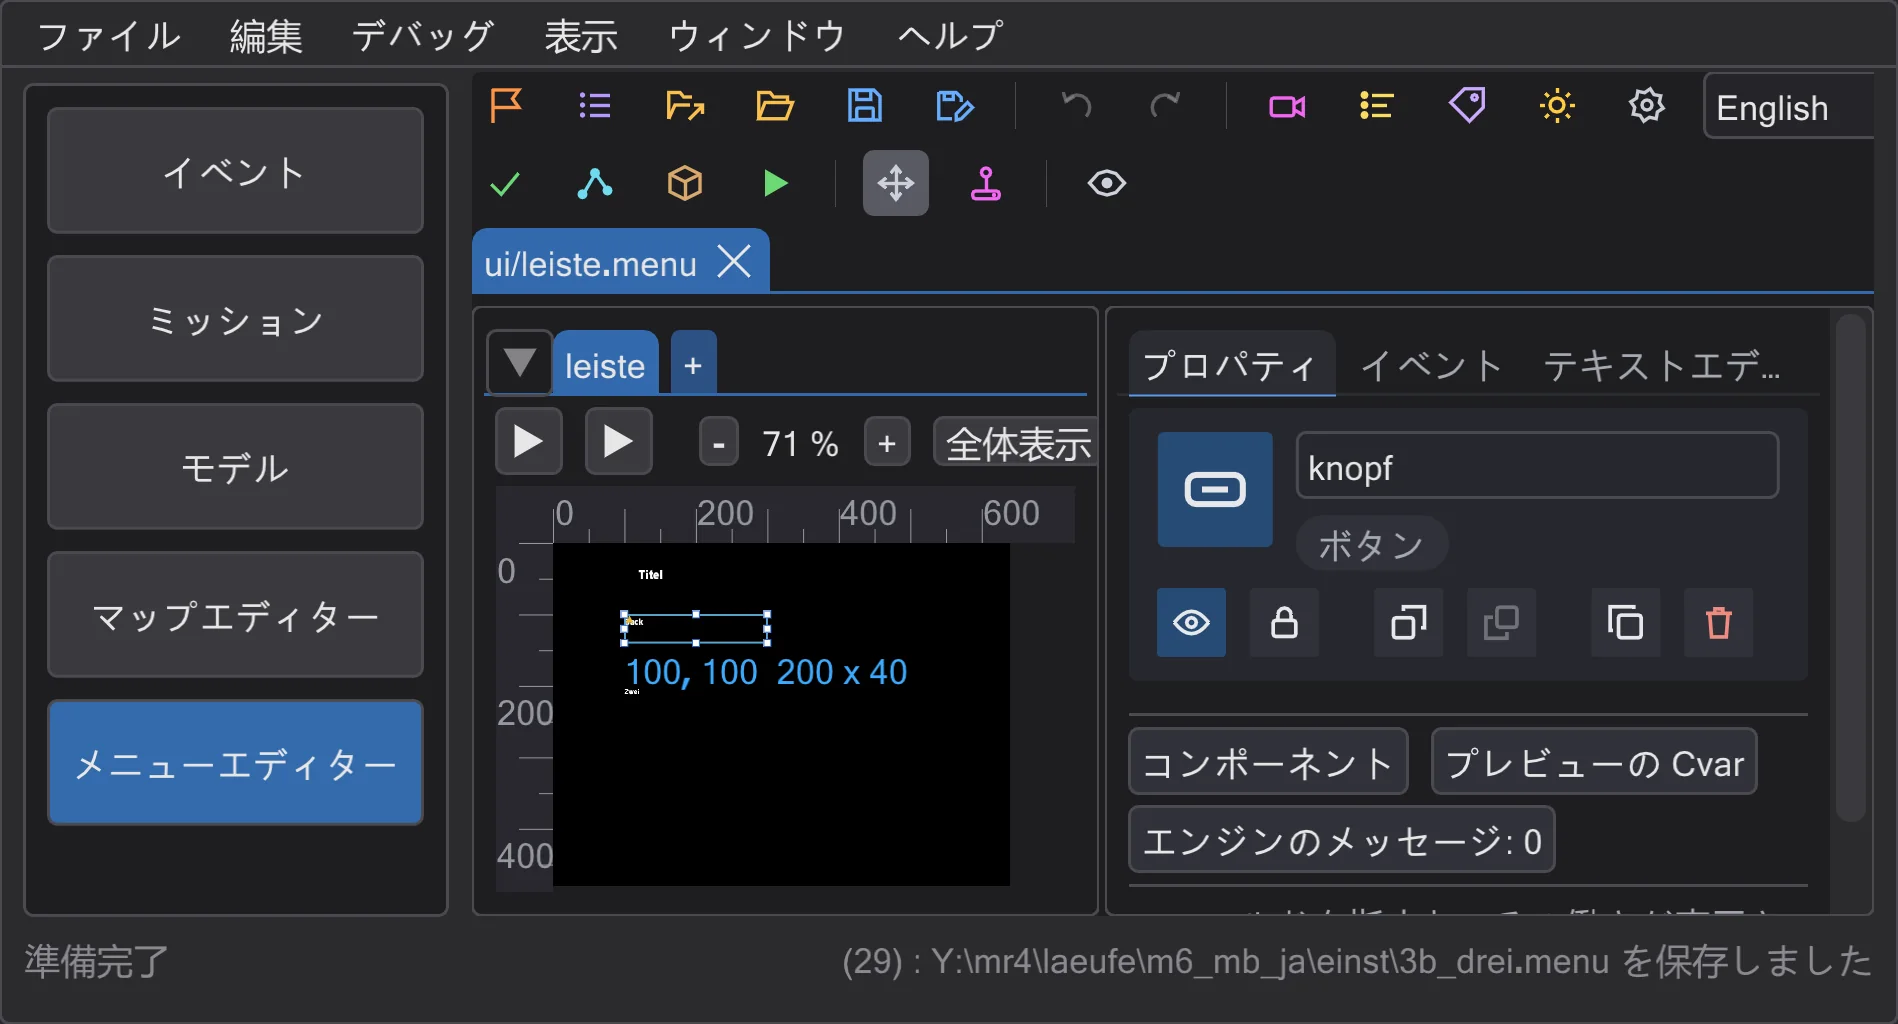 ファイル 編集 デバッグ 表示 ウィンドウ ヘルプ
English
イベント
ミッション
モデル
マップエディター
メニューエディター
ui/leiste.menu
leiste +
- 71 % + 全体表示
0 200 400 600
0
200
400
Titel
100, 100 200 x 40
Zwei
プロパティ イベント テキストエデ...
knopf
ボタン
コンポーネント プレビューの Cvar
エンジンのメッセージ: 0
準備完了
(29) : Y:\mr4\laeufe\m6_mb_ja\einst\3b_drei.menu を保存しました